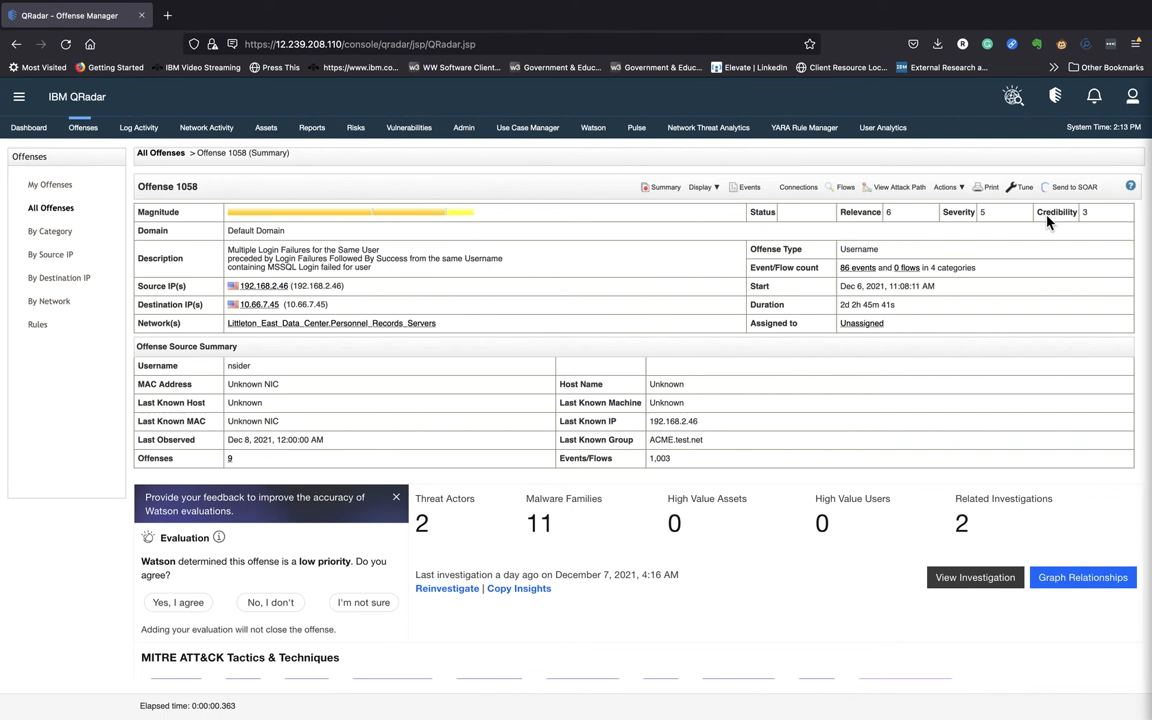 QRadar - Offense Manager
https://12.239.208.110/console/qradar/jsp/QRadar.jsp
Most Visited Getting Started IBM Video Streaming Press This https://www.ibm.co... WW Software Client... Government & Educ... Government & Educ... Elevate | LinkedIn Client Resource Loc... External Research a... Other Bookmarks
IBM QRadar
Dashboard Offenses Log Activity Network Activity Assets Reports Risks Vulnerabilities Admin Use Case Manager Watson Pulse Network Threat Analytics YARA Rule Manager User Analytics System Time: 2:13 PM
Offenses
My Offenses
All Offenses
By Category
By Source IP
By Destination IP
By Network
Rules
All Offenses > Offense 1058 (Summary)
Offense 1058 Summary Display Events Connections Flows View Attack Path Actions Print Tune Send to SOAR
Magnitude Status Relevance 6 Severity 5 Credibility 3
Domain Default Domain
Description Multiple Login Failures for the Same User
preceded by Login Failures Followed By Success from the same Username
containing MSSQL Login failed for user
Offense Type Username
Event/Flow count 86 events and 0 flows in 4 categories
Source IP(s) 192.168.2.46 (192.168.2.46) Start Dec 6, 2021, 11:08:11 AM
Destination IP(s) 10.66.7.45 (10.66.7.45) Duration 2d 2h 45m 41s
Network(s) Littleton_East_Data_Center.Personnel_Records_Servers Assigned to Unassigned
Offense Source Summary
Username nsider
MAC Address Unknown NIC Host Name Unknown
Last Known Host Unknown Last Known Machine Unknown
Last Known MAC Unknown NIC Last Known IP 192.168.2.46
Last Observed Dec 8, 2021, 12:00:00 AM Last Known Group ACME.test.net
Offenses 9 Events/Flows 1,003
Provide your feedback to improve the accuracy of
Watson evaluations.
Evaluation
Watson determined this offense is a low priority. Do you
agree?
Yes, I agree No, I don't I'm not sure
Adding your evaluation will not close the offense.
Threat Actors Malware Families High Value Assets High Value Users Related Investigations
2 11 0 0 2
Last investigation a day ago on December 7, 2021, 4:16 AM
Reinvestigate | Copy Insights
View Investigation Graph Relationships
MITRE ATT&CK Tactics & Techniques
Elapsed time: 0:00:00.363